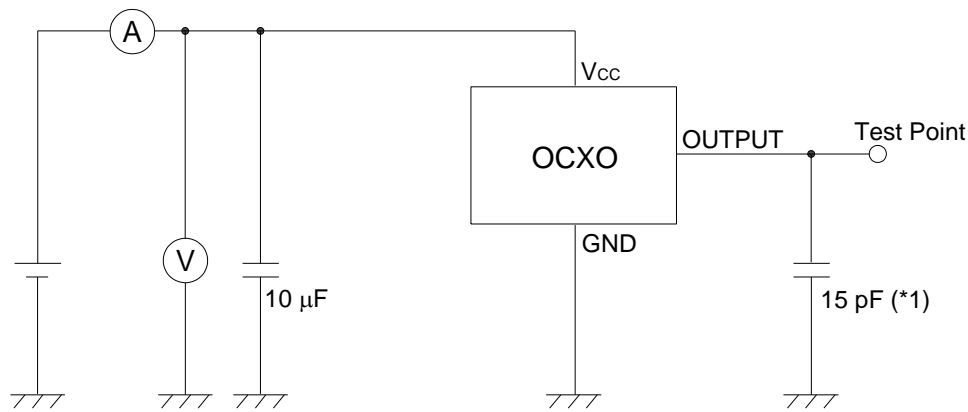 A
VCC
OUTPUT
Test Point
OCXO
GND
V
10 μF
15 pF (*1)